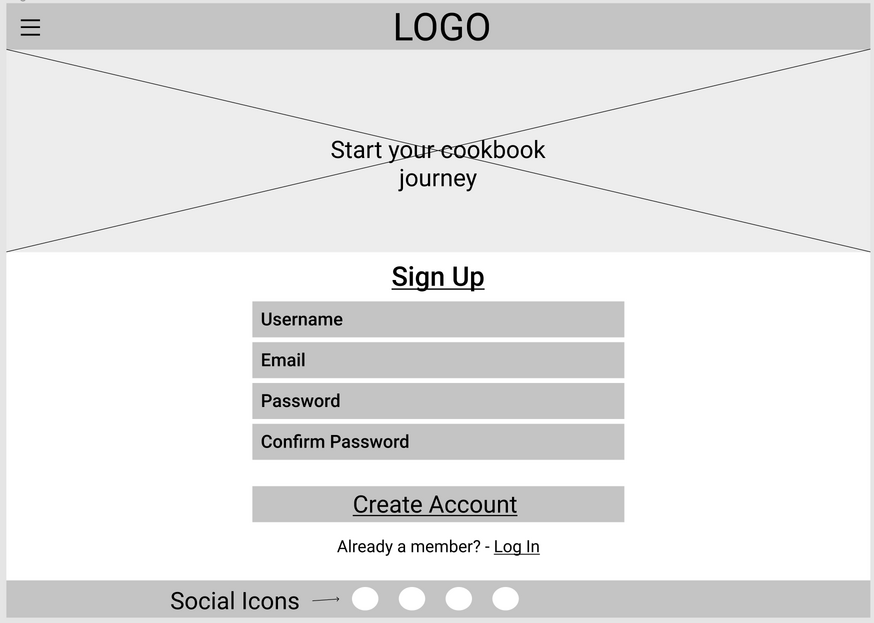 LOGO
Start your cookbook
journey
Sign Up
Username
Email
Password
Confirm Password
Create Account
Already a member? - Log In
Social Icons